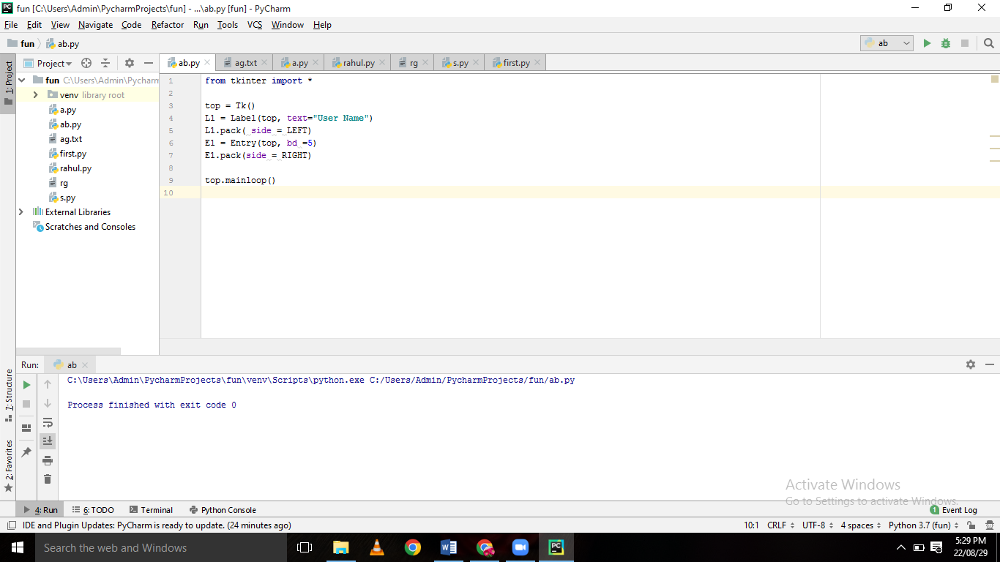 fun [C:\Users\Admin\PycharmProjects\fun] - ...\ab.py [fun] - PyCharm
File Edit View Navigate Code Refactor Run Tools VCS Window Help
fun ab.py ab
1: Project
Project ab.py ag.txt a.py rahul.py rg s.py first.py
fun C:\Users\Admin\Pycharm
venv library root
a.py
ab.py
ag.txt
first.py
rahul.py
rg
s.py
External Libraries
Scratches and Consoles
1 from tkinter import *
2
3 top = Tk()
4 L1 = Label(top, text="User Name")
5 L1.pack( side = LEFT)
6 E1 = Entry(top, bd =5)
7 E1.pack(side = RIGHT)
8
9 top.mainloop()
10
Run: ab
7: Structure
2: Favorites
C:\Users\Admin\PycharmProjects\fun\venv\Scripts\python.exe C:/Users/Admin/PycharmProjects/fun/ab.py
Process finished with exit code 0
Activate Windows
Go to Settings to activate Windows.
4: Run 6: TODO Terminal Python Console 1 Event Log
IDE and Plugin Updates: PyCharm is ready to update. (24 minutes ago) 10:1 CRLF UTF-8 4 spaces Python 3.7 (fun)
Search the web and Windows
5:29 PM
22/08/29